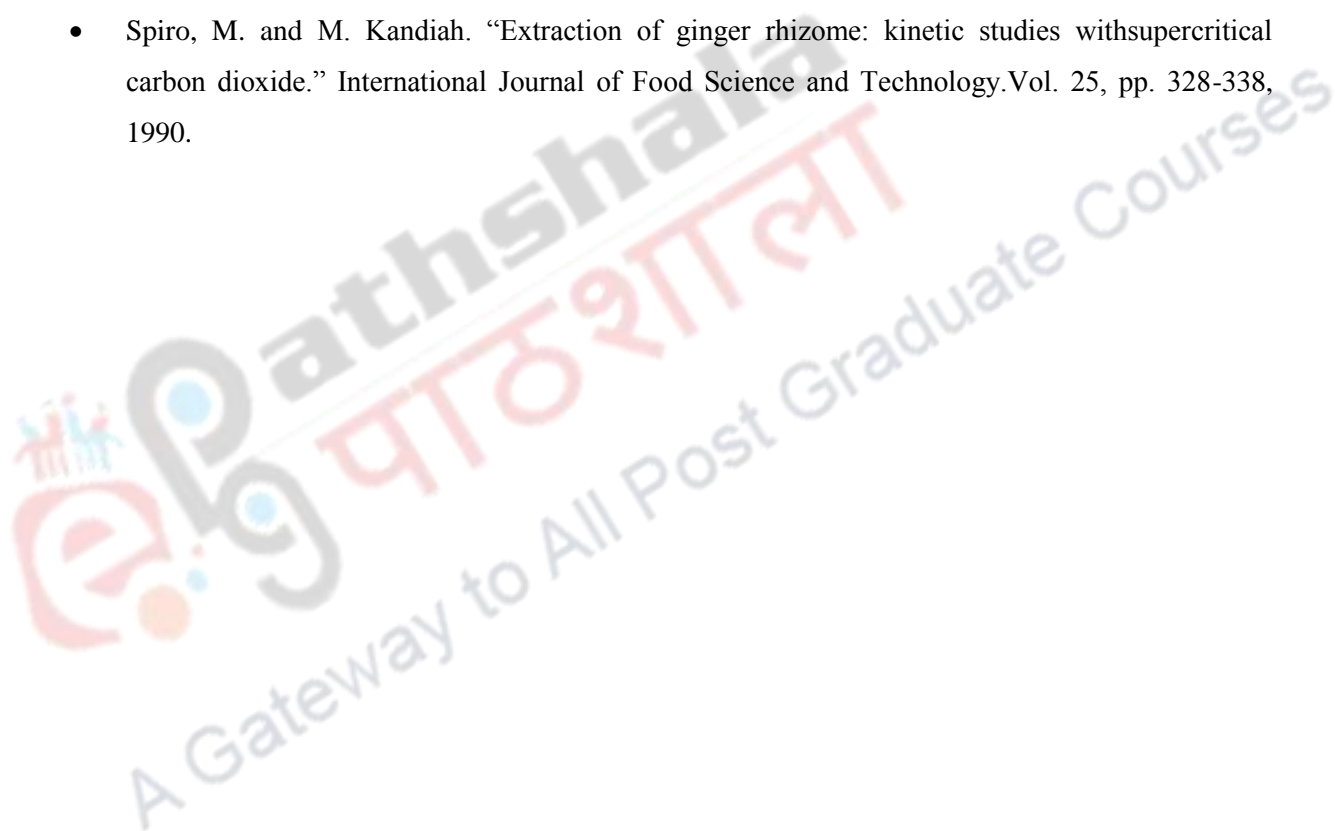 • Spiro, M. and M. Kandiah. “Extraction of ginger rhizome: kinetic studies withsupercritical
carbon dioxide.” International Journal of Food Science and Technology.Vol. 25, pp. 328-338,
1990.
ePathshala
पाठशाला
A Gateway to All Post Graduate Courses